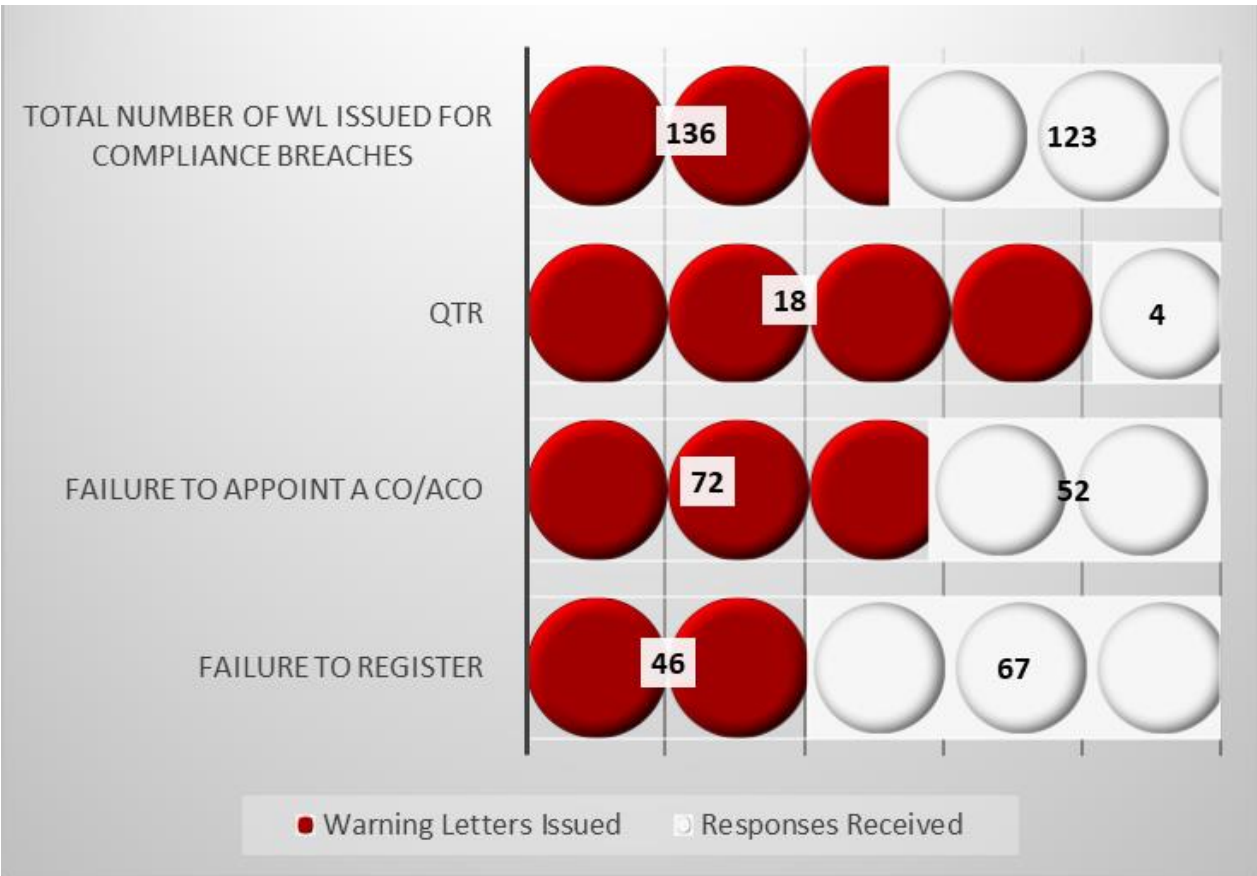 TOTAL NUMBER OF WL ISSUED FOR
COMPLIANCE BREACHES
136
123
QTR
18
4
FAILURE TO APPOINT A CO/ACO
72
52
FAILURE TO REGISTER
46
67
Warning Letters Issued
Responses Received